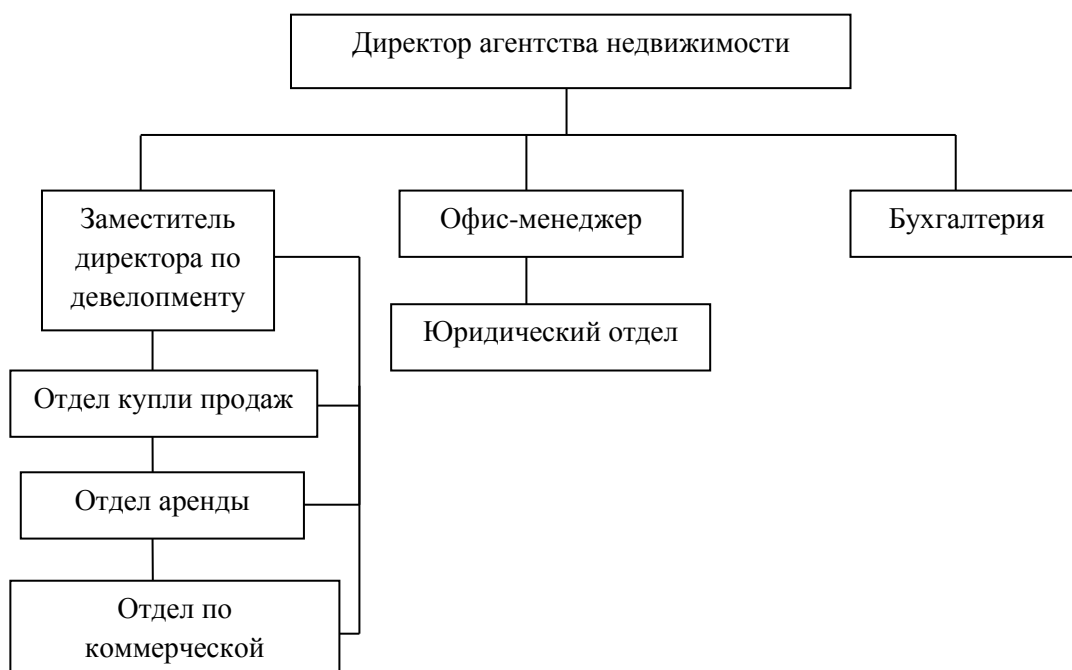 Директор агентства недвижимости
Заместитель
директора по
девелопменту
Офис-менеджер
Бухгалтерия
Юридический отдел
Отдел купли продаж
Отдел аренды
Отдел по
коммерческой